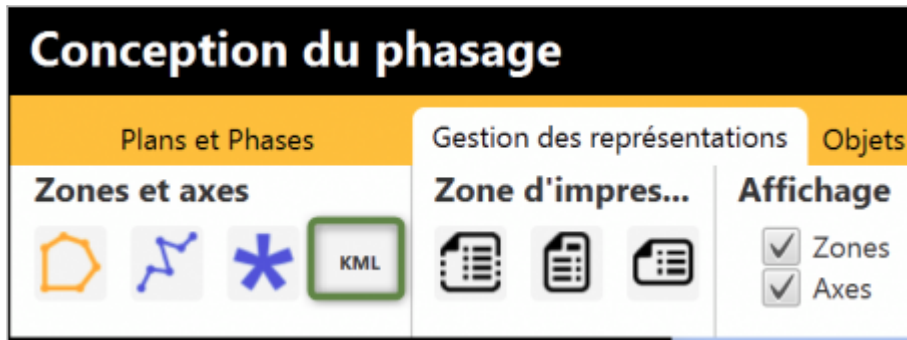 Conception du phasage
Plans et Phases
Gestion des représentations
Objets
Zones et axes
Zone d'impres...
Affichage
KML
Zones
Axes